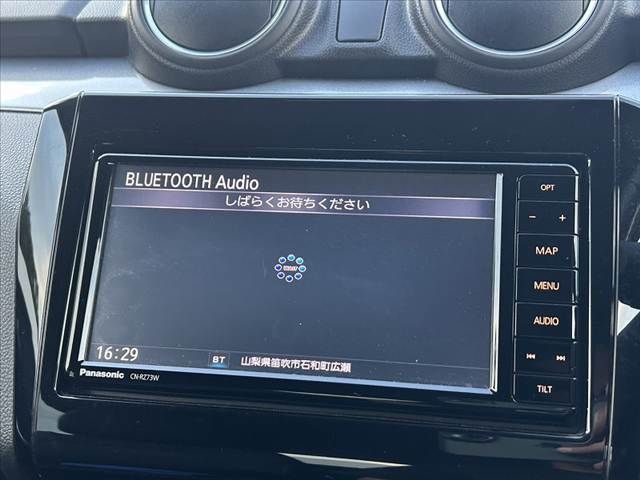 BLUETOOTH Audio
しばらくお待ちください
16:29
BT
山梨県笛吹市石和町広瀬
Panasonic CN-RZ73W
OPT
− +
MAP
MENU
AUDIO
⏮ ⏭
TILT